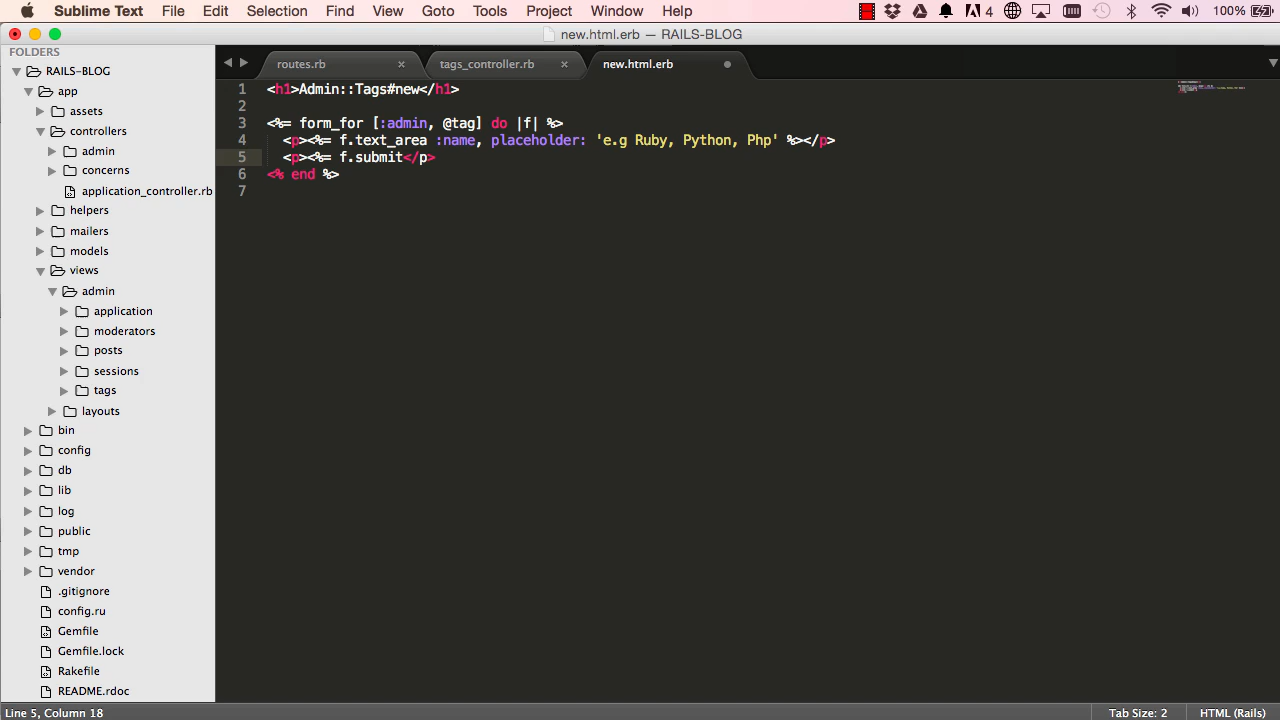 Sublime Text File Edit Selection Find View Goto Tools Project Window Help 4 100%
new.html.erb — RAILS-BLOG
FOLDERS
RAILS-BLOG
app
assets
controllers
admin
concerns
application_controller.rb
helpers
mailers
models
views
admin
application
moderators
posts
sessions
tags
layouts
bin
config
db
lib
log
public
tmp
vendor
.gitignore
config.ru
Gemfile
Gemfile.lock
Rakefile
README.rdoc
routes.rb × tags_controller.rb × new.html.erb
1 <h1>Admin::Tags#new</h1>
2
3 <%= form_for [:admin, @tag] do |f| %>
4 <p><%= f.text_area :name, placeholder: 'e.g Ruby, Python, Php' %></p>
5 <p><%= f.submit</p>
6 <% end %>
7
Line 5, Column 18 Tab Size: 2 HTML (Rails)